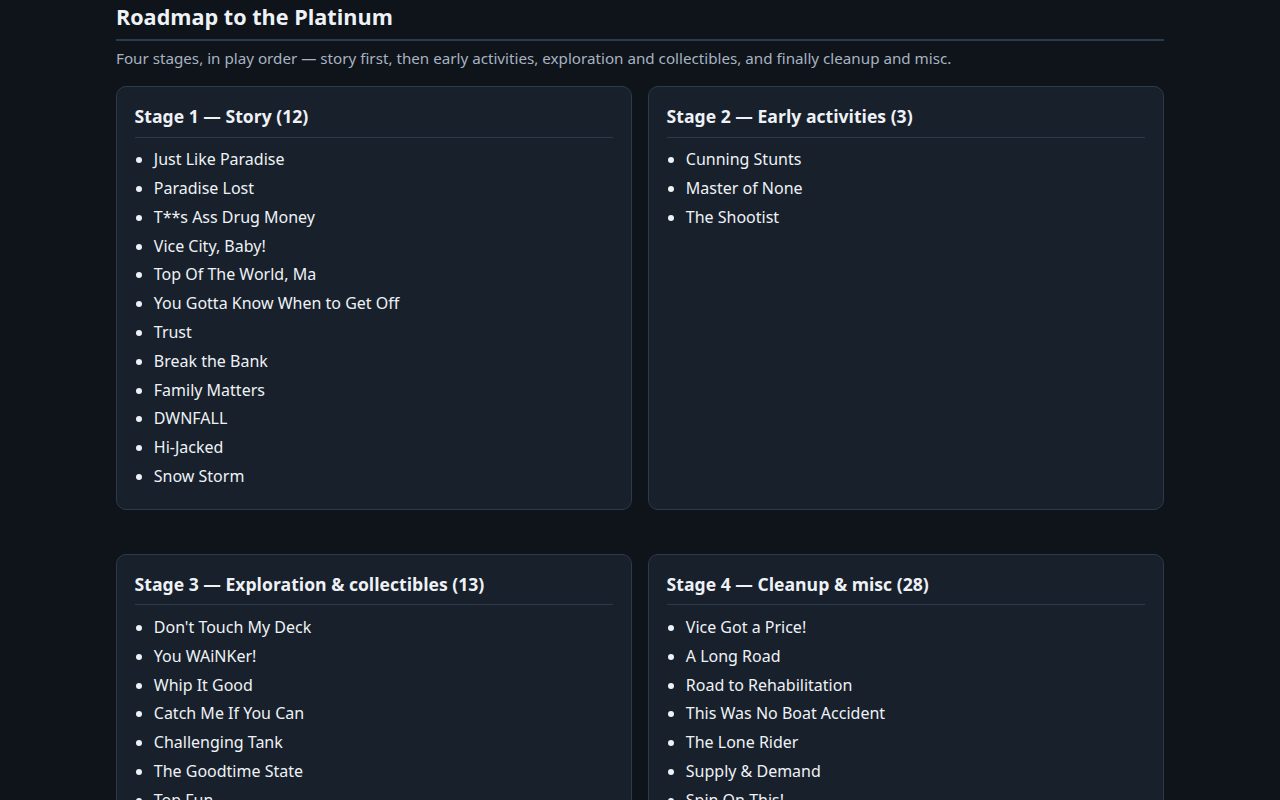 Roadmap to the Platinum
Four stages, in play order — story first, then early activities, exploration and collectibles, and finally cleanup and misc.
Stage 1 — Story (12)
Just Like Paradise
Paradise Lost
T**s Ass Drug Money
Vice City, Baby!
Top Of The World, Ma
You Gotta Know When to Get Off
Trust
Break the Bank
Family Matters
DWNFALL
Hi-Jacked
Snow Storm
Stage 2 — Early activities (3)
Cunning Stunts
Master of None
The Shootist
Stage 3 — Exploration & collectibles (13)
Don't Touch My Deck
You WAiNKer!
Whip It Good
Catch Me If You Can
Challenging Tank
The Goodtime State
Top Fun
Stage 4 — Cleanup & misc (28)
Vice Got a Price!
A Long Road
Road to Rehabilitation
This Was No Boat Accident
The Lone Rider
Supply & Demand
Spin On This!